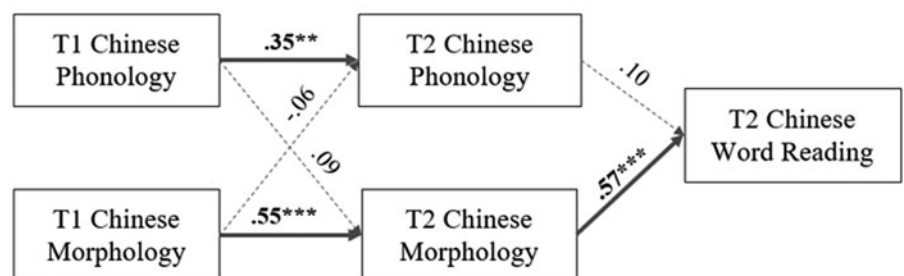 T1 Chinese
Phonology
.35**
T2 Chinese
Phonology
-.06
.09
.10
T2 Chinese
Word Reading
T1 Chinese
Morphology
.55***
T2 Chinese
Morphology
.57***